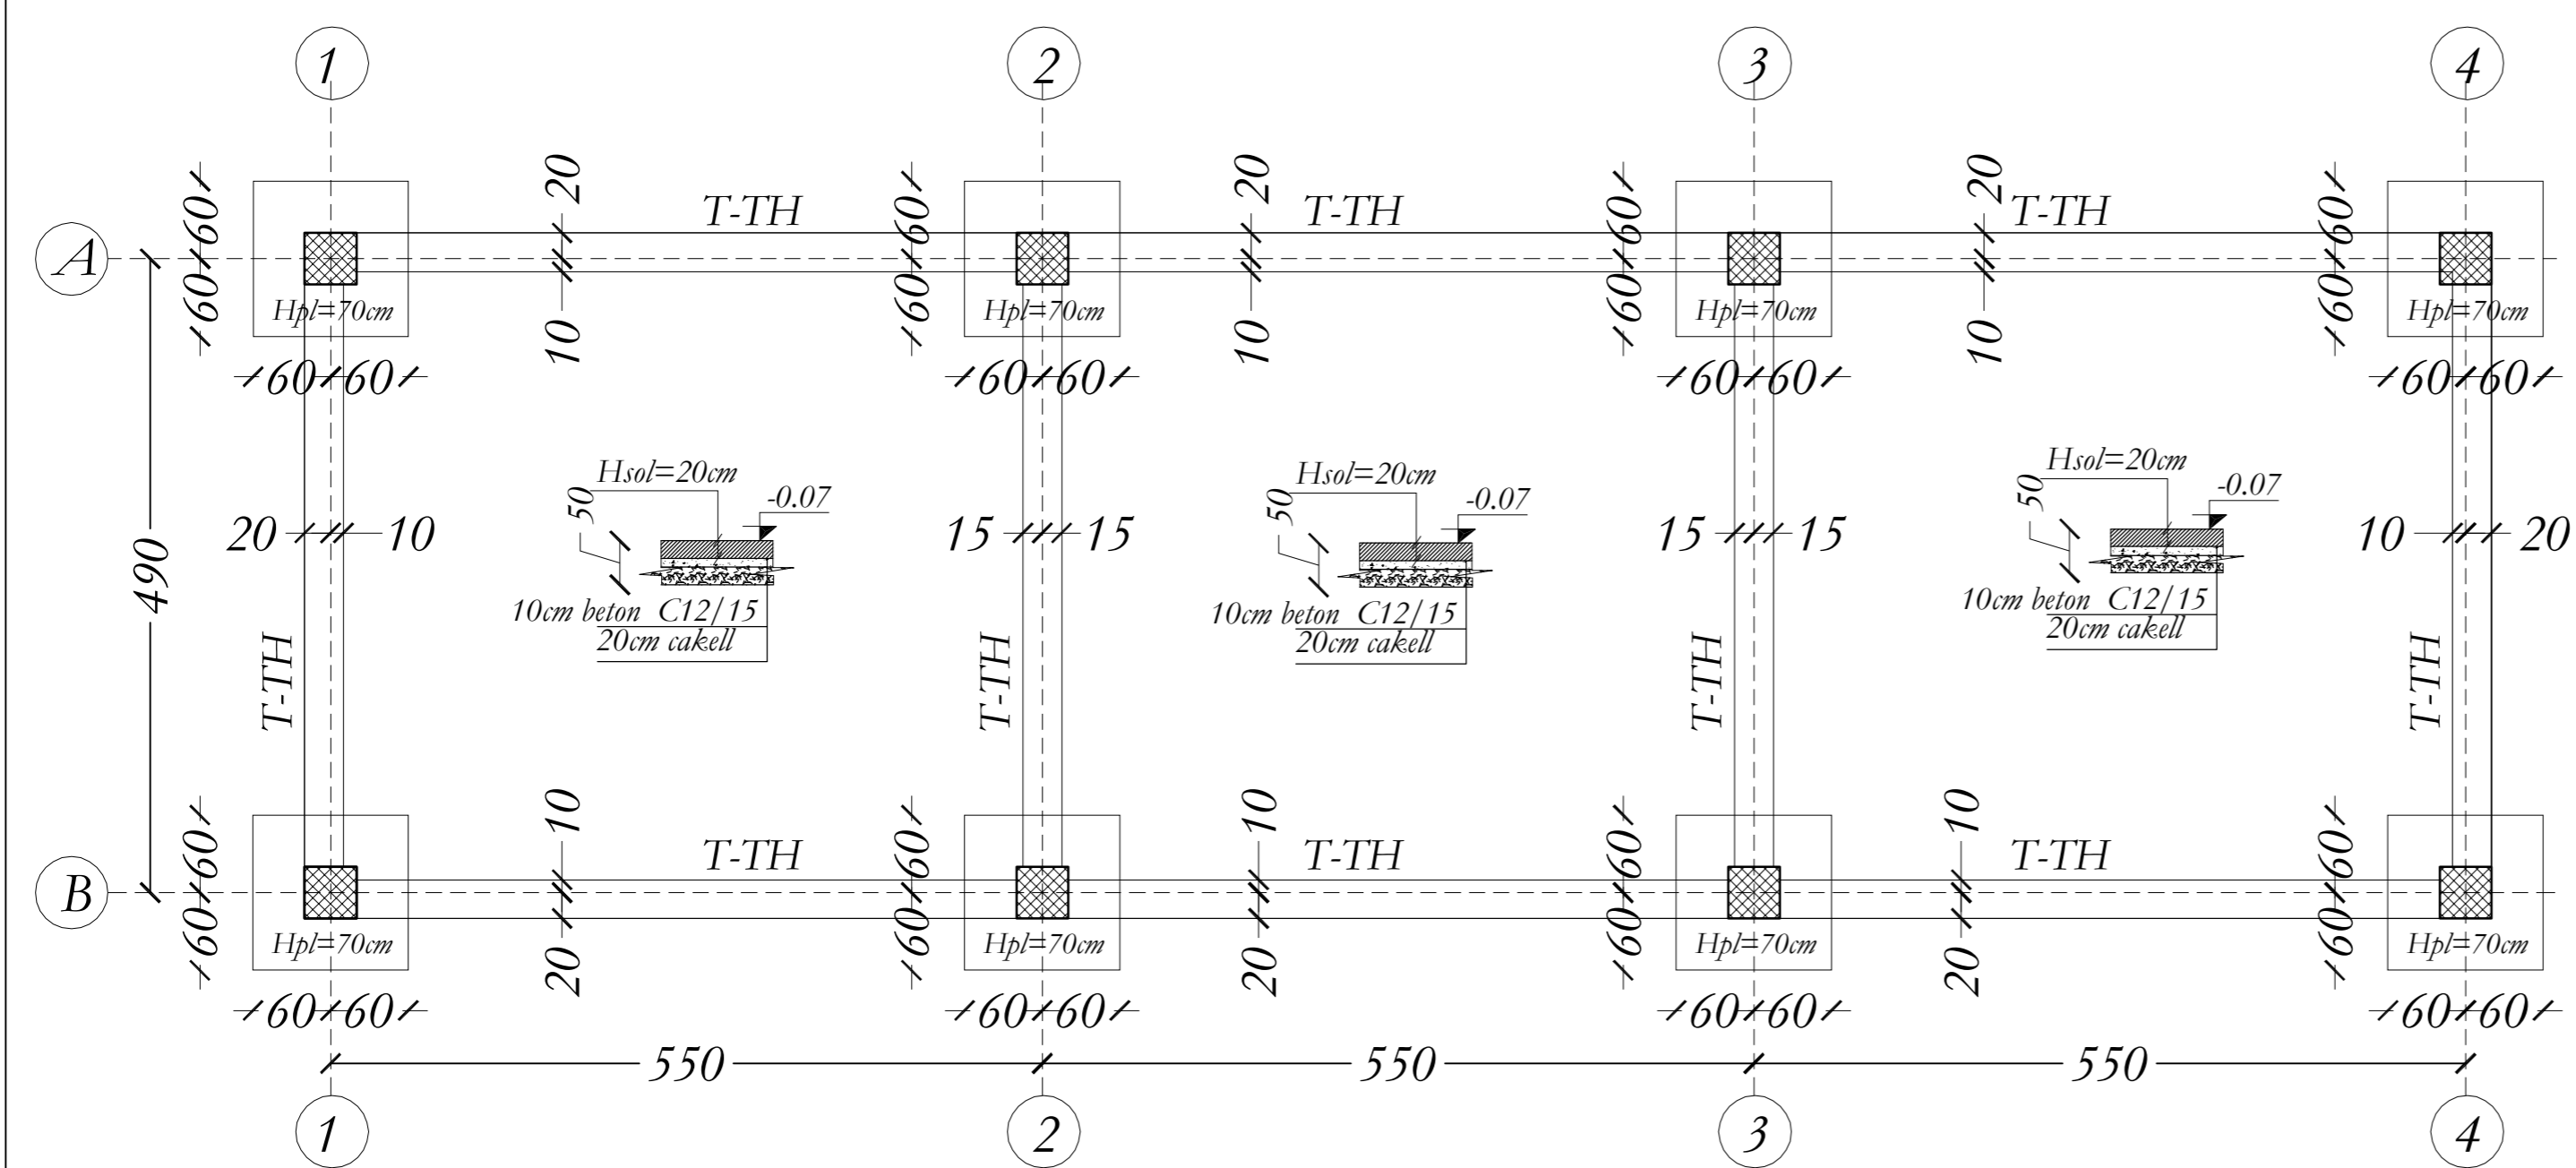 1 2 3 4
20 20 20
60 60 60 60
T-TH T-TH T-TH
A
60 60 60 60
Hpl=70cm Hpl=70cm Hpl=70cm Hpl=70cm
10 10 10
60 60 60 60 60 60 60 60
Hsol=20cm Hsol=20cm Hsol=20cm
50 -0.07 50 -0.07 50 -0.07
20 10 15 15 15 15 10 20
490
10cm beton C12/15 10cm beton C12/15 10cm beton C12/15
20cm cakell 20cm cakell 20cm cakell
T-TH T-TH T-TH T-TH
10 10 10
60 60 60 60
T-TH T-TH T-TH
B
60 60 60 60
Hpl=70cm Hpl=70cm Hpl=70cm Hpl=70cm
20 20 20
60 60 60 60 60 60 60 60
550 550 550
1 2 3 4